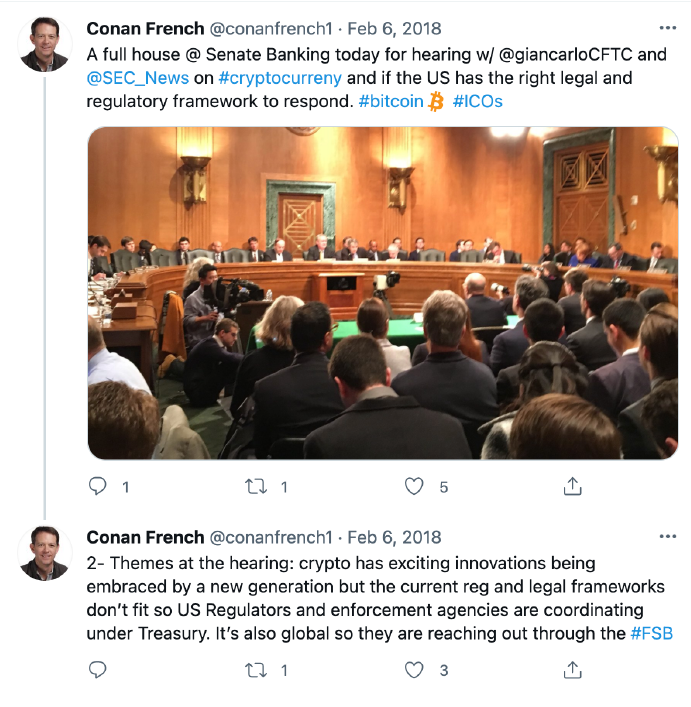 Conan French @conanfrench1 · Feb 6, 2018
A full house @ Senate Banking today for hearing w/ @giancarloCFTC and
@SEC_News on #cryptocurreny and if the US has the right legal and
regulatory framework to respond. #bitcoin #ICOs
1 1 5
Conan French @conanfrench1 · Feb 6, 2018
2- Themes at the hearing: crypto has exciting innovations being
embraced by a new generation but the current reg and legal frameworks
don't fit so US Regulators and enforcement agencies are coordinating
under Treasury. It's also global so they are reaching out through the #FSB
1 3